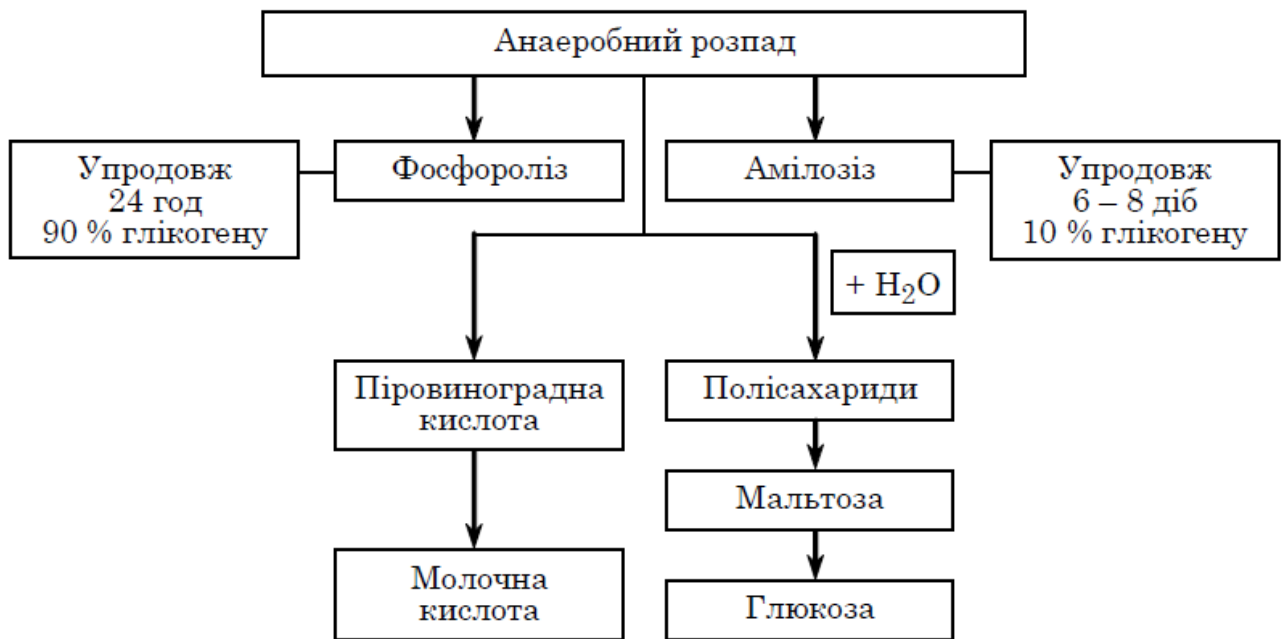 Анаеробний розпад
Упродовж
24 год
90 % глікогену
Фосфороліз
Амілозіз
Упродовж
6 – 8 діб
10 % глікогену
+ H₂O
Піровиноградна
кислота
Полісахариди
Мальтоза
Молочна
кислота
Глюкоза